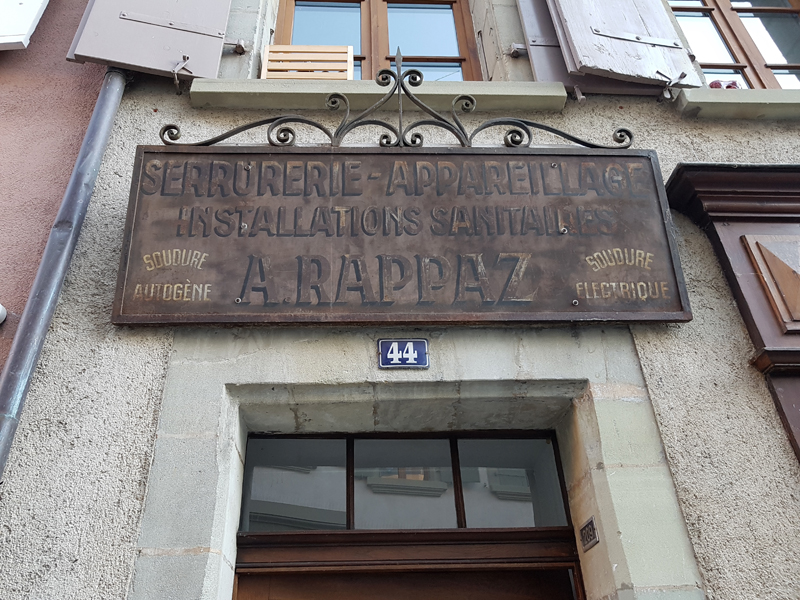 SERRURERIE - APPAREILLAGE
INSTALLATIONS SANITAIRES
SOUDURE
AUTOGÈNE
A. RAPPAZ
SOUDURE
ELECTRIQUE
44